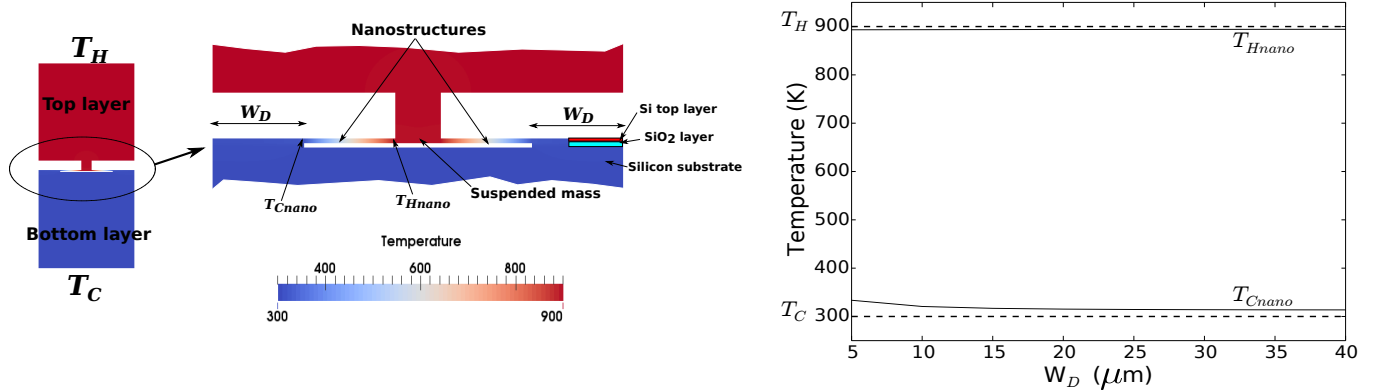 T_H
Top layer
Bottom layer
T_C
Nanostructures
W_D
W_D
Si top layer
SiO₂ layer
Silicon substrate
T_Cnano
T_Hnano
Suspended mass
Temperature
400 600 800
300 900
T_H 900
800
700
600
500
400
T_C 300
Temperature (K)
T_Hnano
T_Cnano
5 10 15 20 25 30 35 40
W_D (μm)